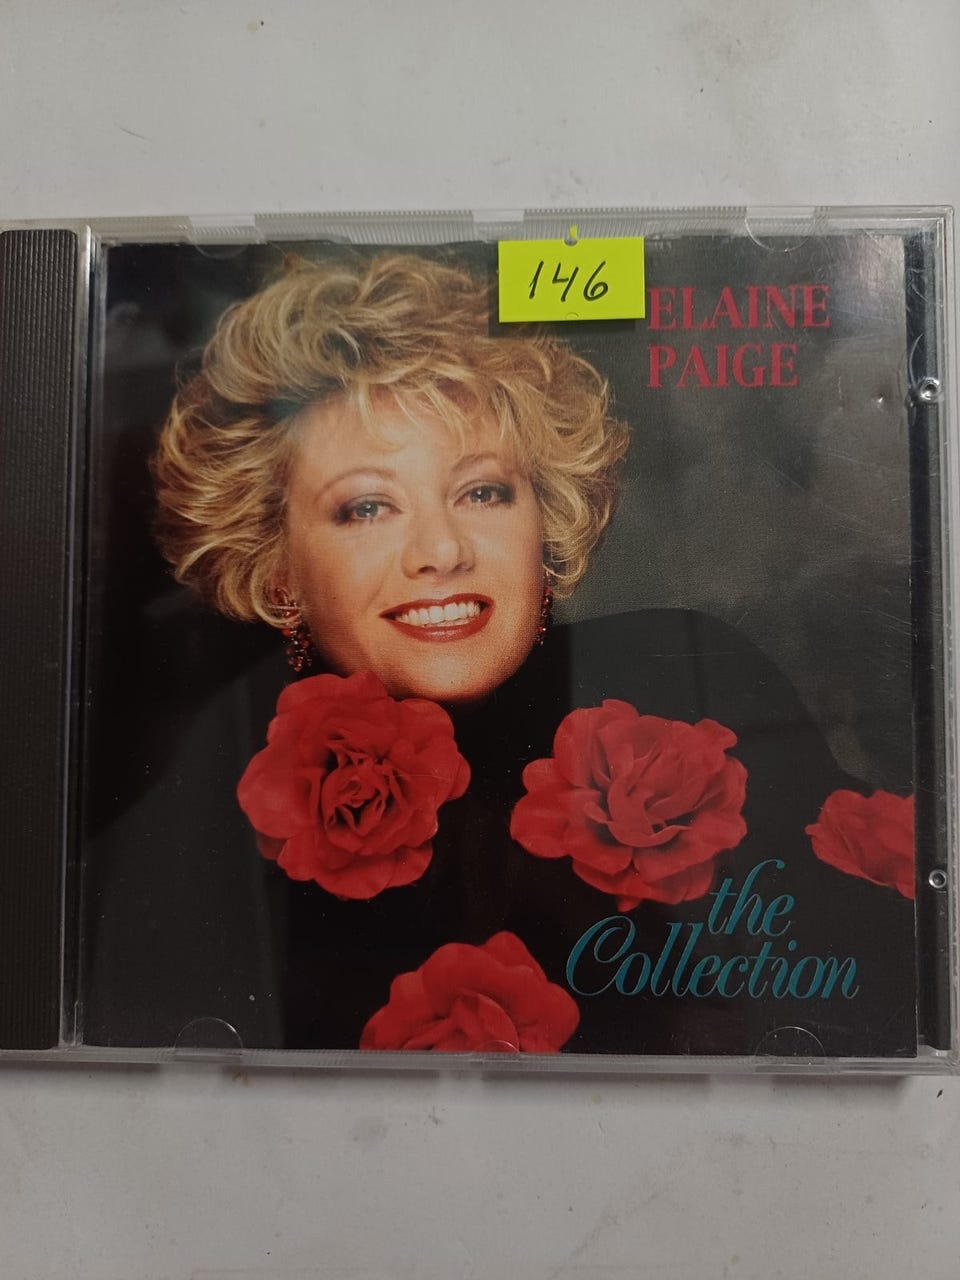 146
ELAINE
PAIGE
the
Collection